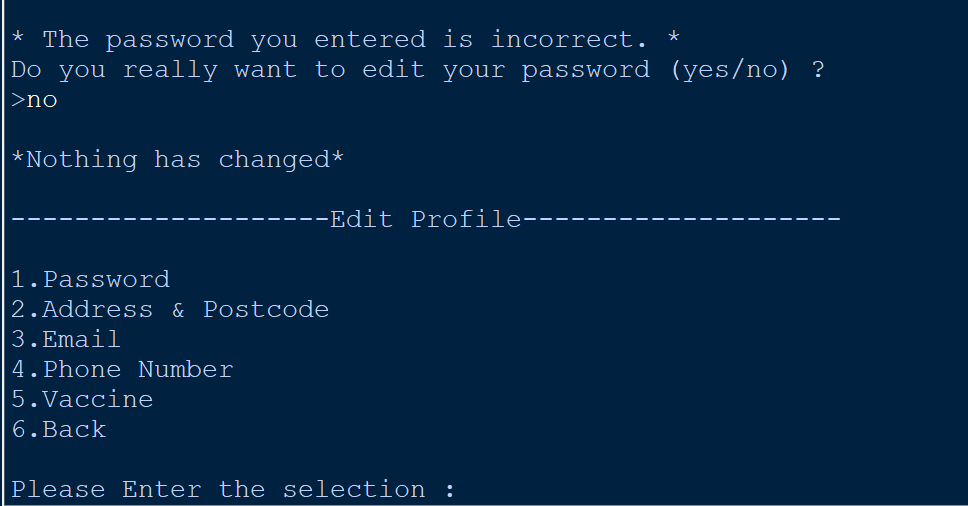 * The password you entered is incorrect. *
Do you really want to edit your password (yes/no) ?
>no
*Nothing has changed*
--------------------Edit Profile--------------------
1.Password
2.Address & Postcode
3.Email
4.Phone Number
5.Vaccine
6.Back
Please Enter the selection :